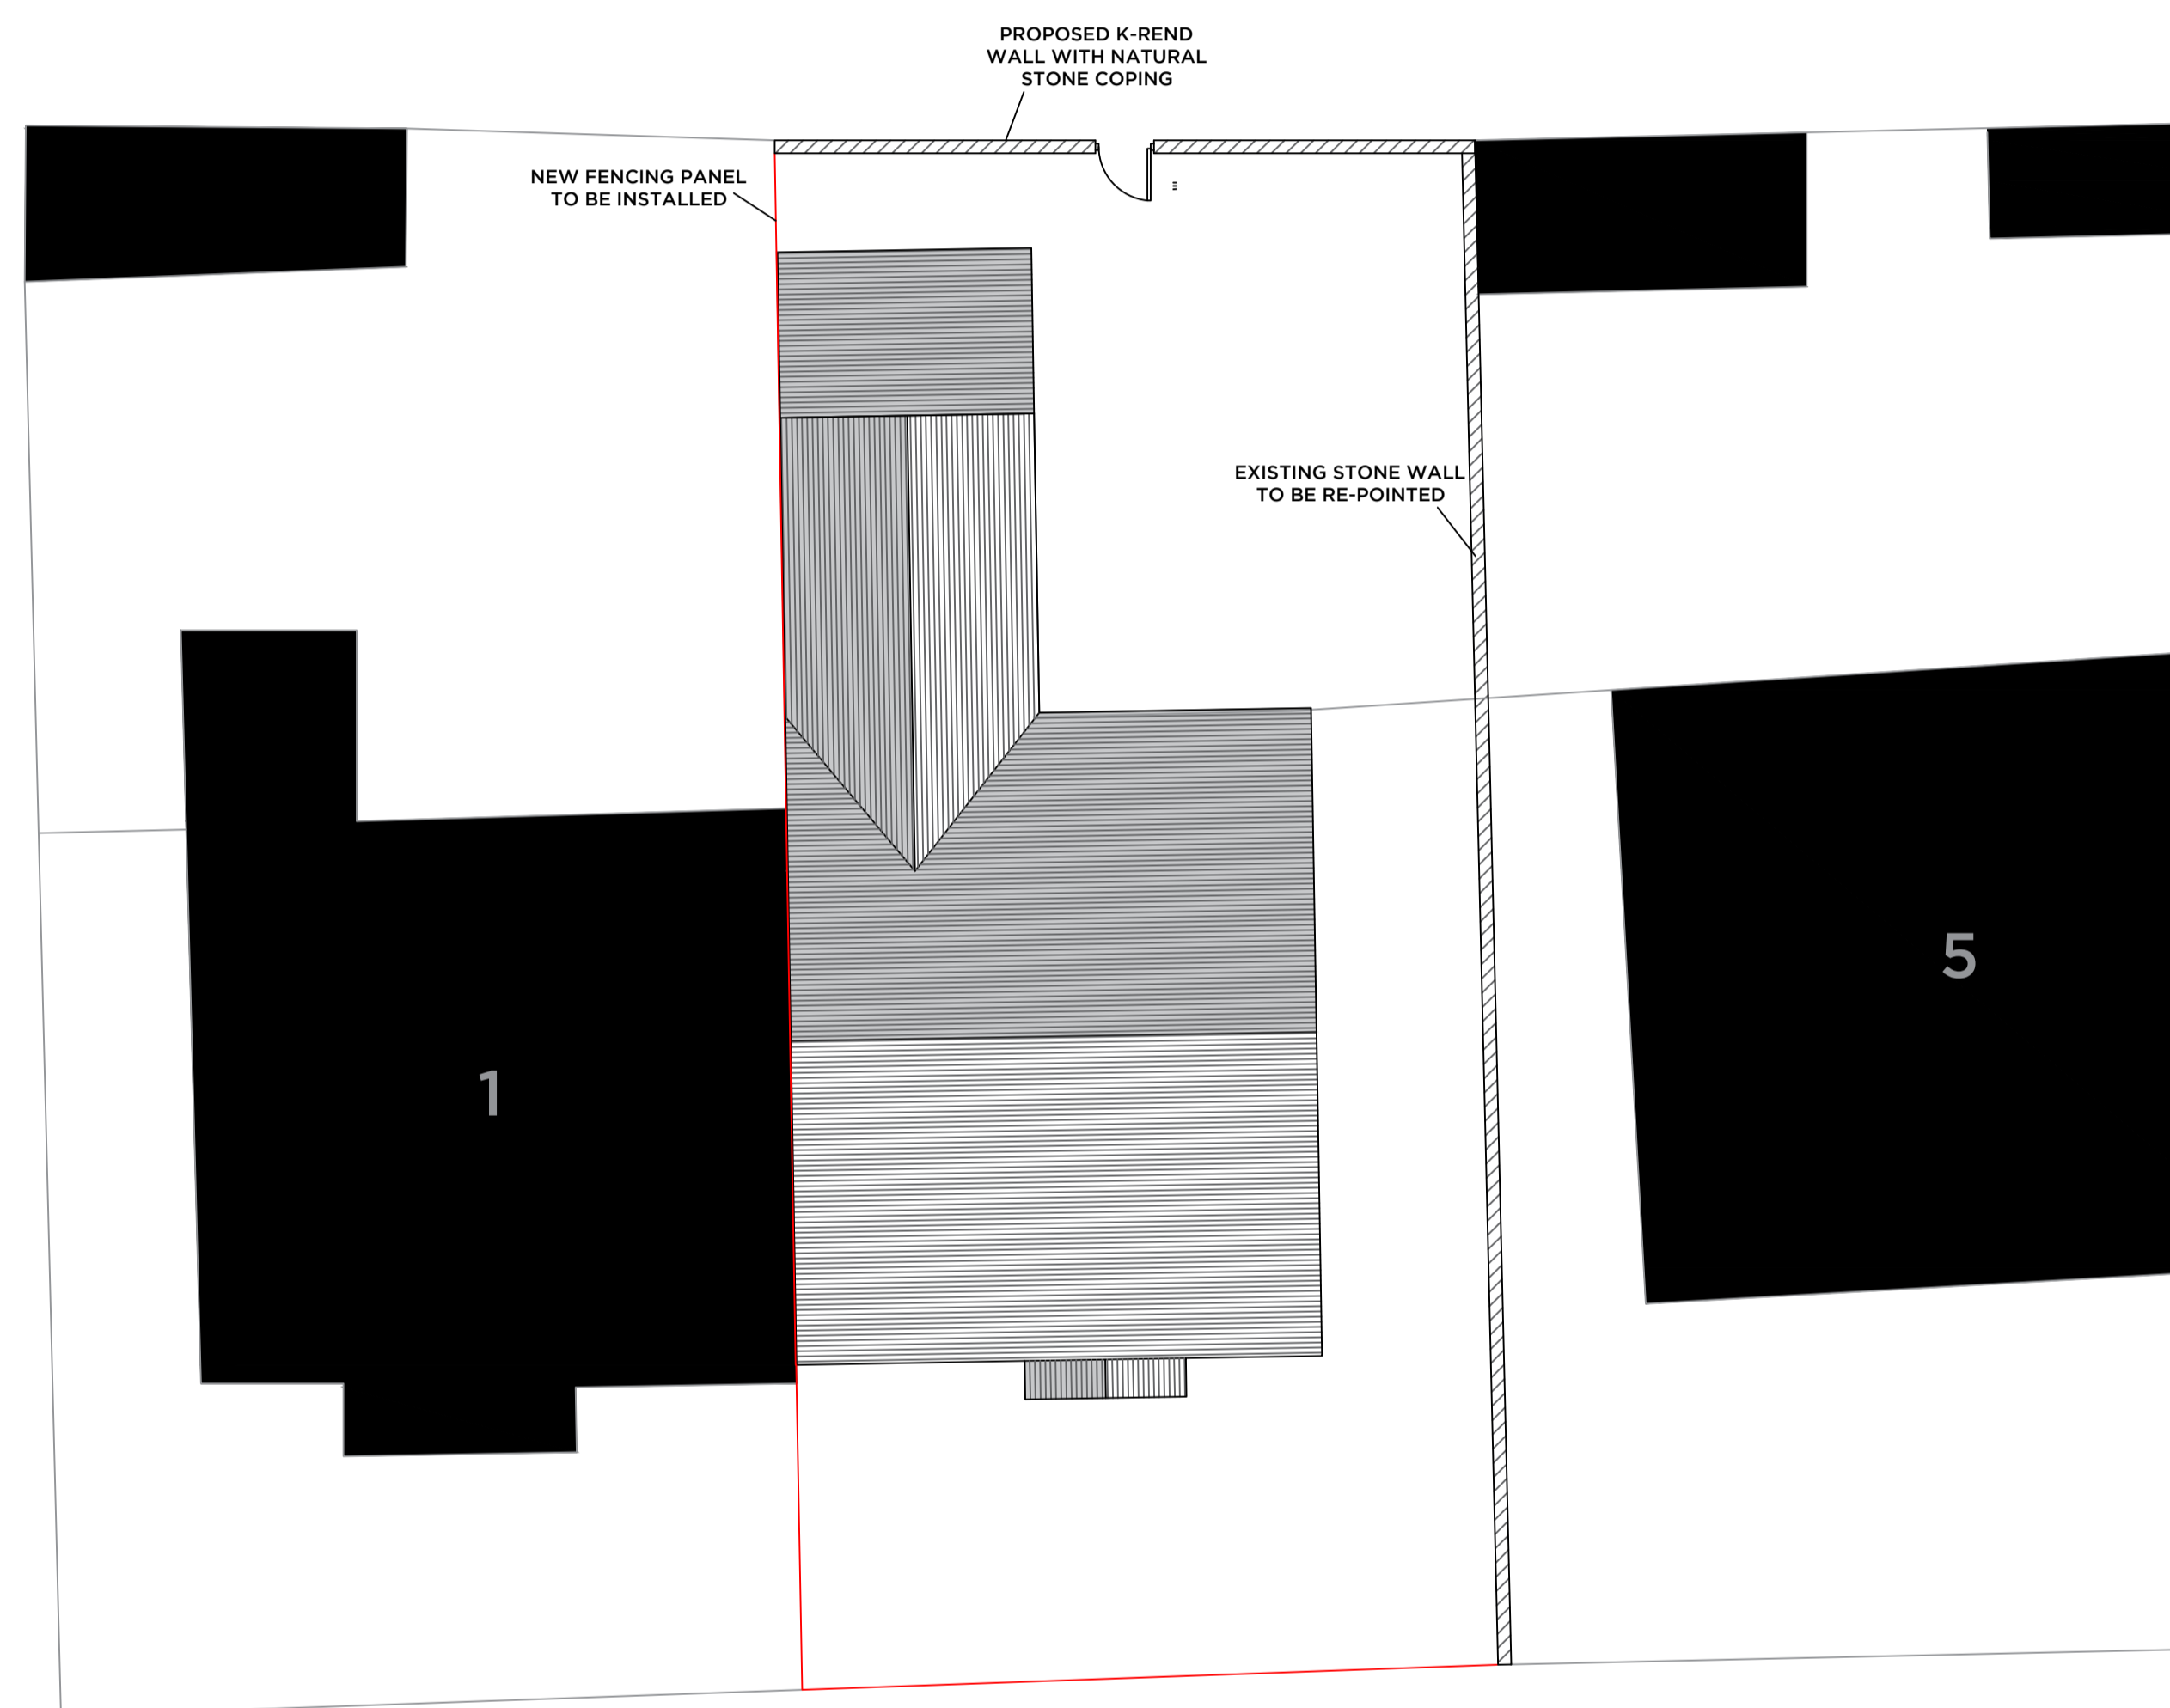 PROPOSED K-REND
WALL WITH NATURAL
STONE COPING
NEW FENCING PANEL
TO BE INSTALLED
EXISTING STONE WALL
TO BE RE-POINTED
5
1